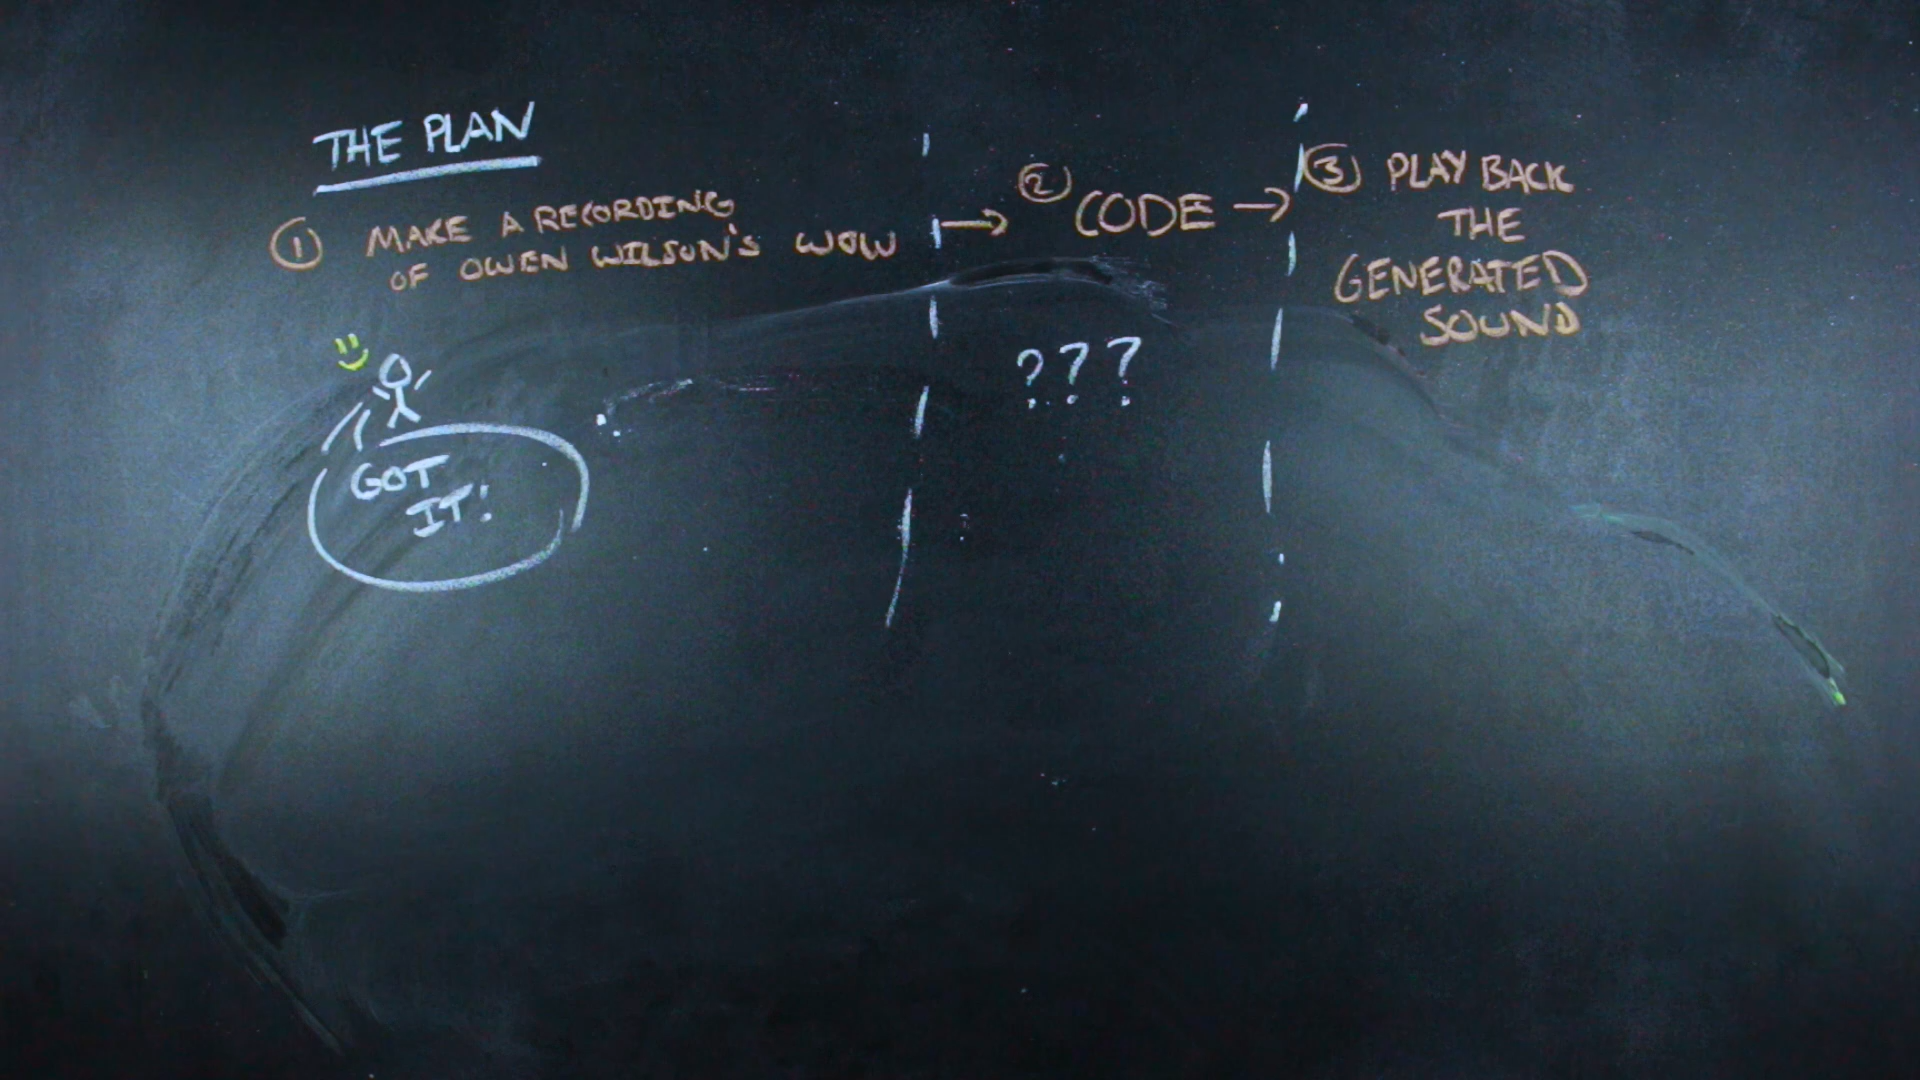 THE PLAN
① MAKE A RECORDING
OF OWEN WILSON'S WOW
→ ② CODE →
③ PLAY BACK
THE
GENERATED
SOUND
???
GOT
IT!